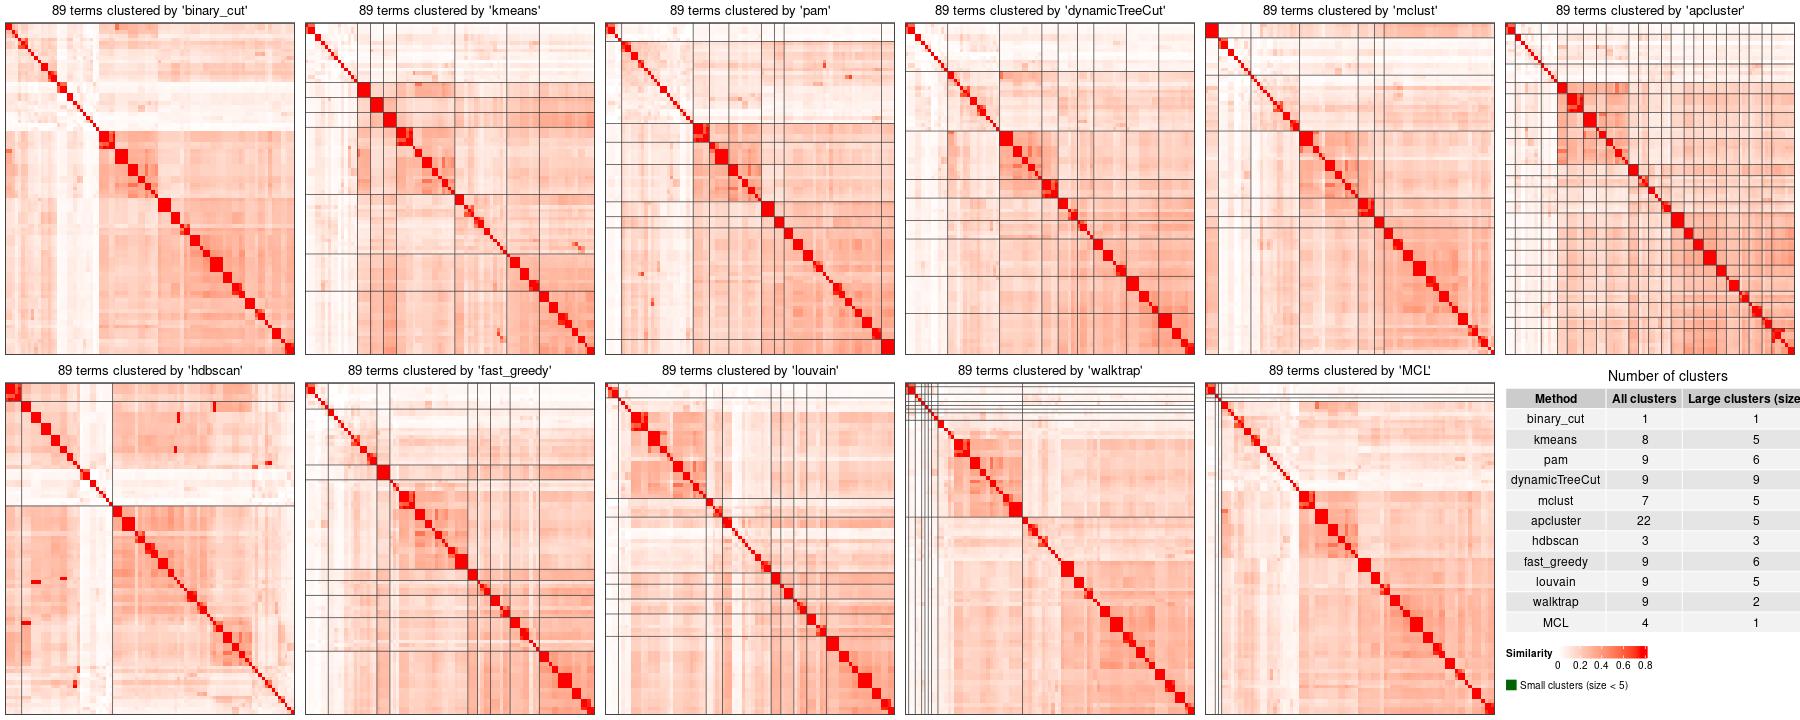 89 terms clustered by 'binary_cut'
89 terms clustered by 'kmeans'
89 terms clustered by 'pam'
89 terms clustered by 'dynamicTreeCut'
89 terms clustered by 'mclust'
89 terms clustered by 'apcluster'
89 terms clustered by 'hdbscan'
89 terms clustered by 'fast_greedy'
89 terms clustered by 'louvain'
89 terms clustered by 'walktrap'
89 terms clustered by 'MCL'
Number of clusters
Method All clusters Large clusters (size
binary_cut 1 1
kmeans 8 5
pam 9 6
dynamicTreeCut 9 9
mclust 7 5
apcluster 22 5
hdbscan 3 3
fast_greedy 9 6
louvain 9 5
walktrap 9 2
MCL 4 1
Similarity
0 0.2 0.4 0.6 0.8
Small clusters (size < 5)